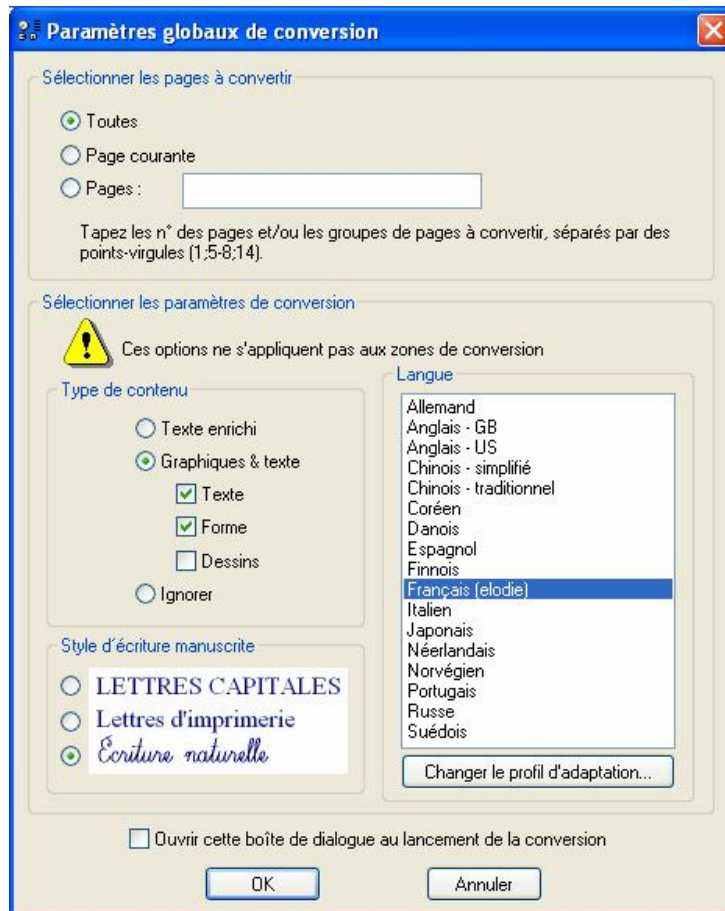 Paramètres globaux de conversion
Sélectionner les pages à convertir
Toutes
Page courante
Pages :
Tapez les n° des pages et/ou les groupes de pages à convertir, séparés par des
points-virgules (1;5-8;14).
Sélectionner les paramètres de conversion
Ces options ne s'appliquent pas aux zones de conversion
Type de contenu
Texte enrichi
Graphiques & texte
Texte
Forme
Dessins
Ignorer
Style d'écriture manuscrite
LETTRES CAPITALES
Lettres d'imprimerie
Écriture naturelle
Langue
Allemand
Anglais - GB
Anglais - US
Chinois - simplifié
Chinois - traditionnel
Coréen
Danois
Espagnol
Finnois
Français (elodie)
Italien
Japonais
Néerlandais
Norvégien
Portugais
Russe
Suédois
Changer le profil d'adaptation...
Ouvrir cette boîte de dialogue au lancement de la conversion
OK
Annuler